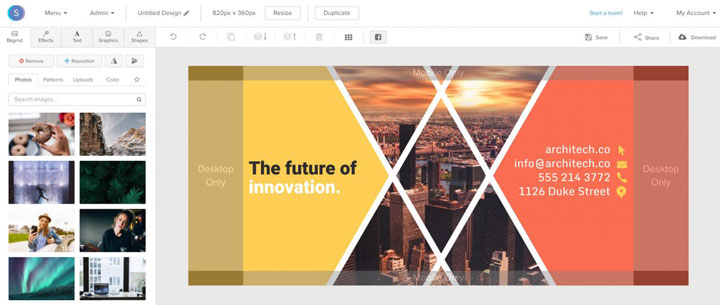 S
Menu
Admin
Untitled Design
820px x 360px
Resize
Duplicate
Start a team!
Help
My Account
Bkgrnd
Effects
Text
Graphics
Shapes
Save
Share
Download
Remove
Reposition
Photos
Patterns
Uploads
Color
Search images...
Mobile Only
Desktop
Only
The future of
innovation.
architech.co
info@architech.co
555 214 3772
1126 Duke Street
Desktop
Only
Mobile Only